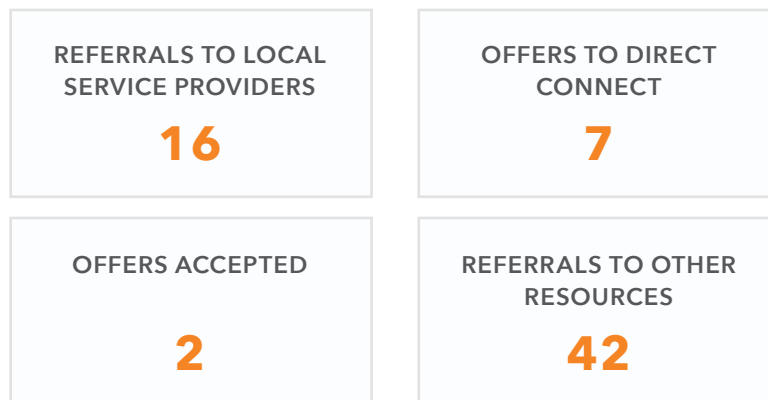 REFERRALS TO LOCAL
SERVICE PROVIDERS
16
OFFERS TO DIRECT
CONNECT
7
OFFERS ACCEPTED
2
REFERRALS TO OTHER
RESOURCES
42